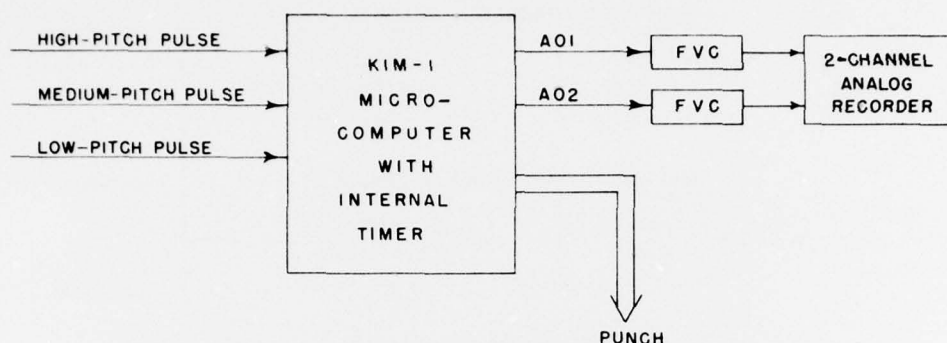 HIGH-PITCH PULSE
MEDIUM-PITCH PULSE
LOW-PITCH PULSE
KIM-1
MICRO-
COMPUTER
WITH
INTERNAL
TIMER
A01
A02
FVC
FVC
2-CHANNEL
ANALOG
RECORDER
PUNCH